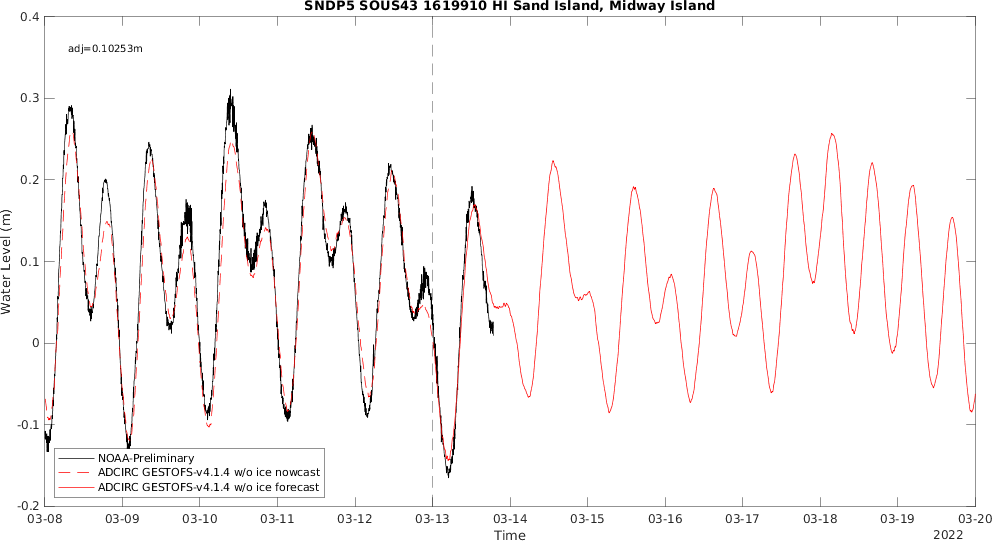 SNDP5 SOUS43 1619910 HI Sand Island, Midway Island
adj=0.10253m
0.4
0.3
0.2
0.1
0
-0.1
-0.2
Water Level (m)
NOAA-Preliminary
ADCIRC GESTOFS-v4.1.4 w/o ice nowcast
ADCIRC GESTOFS-v4.1.4 w/o ice forecast
03-08 03-09 03-10 03-11 03-12 03-13 03-14 03-15 03-16 03-17 03-18 03-19 03-20
Time
2022